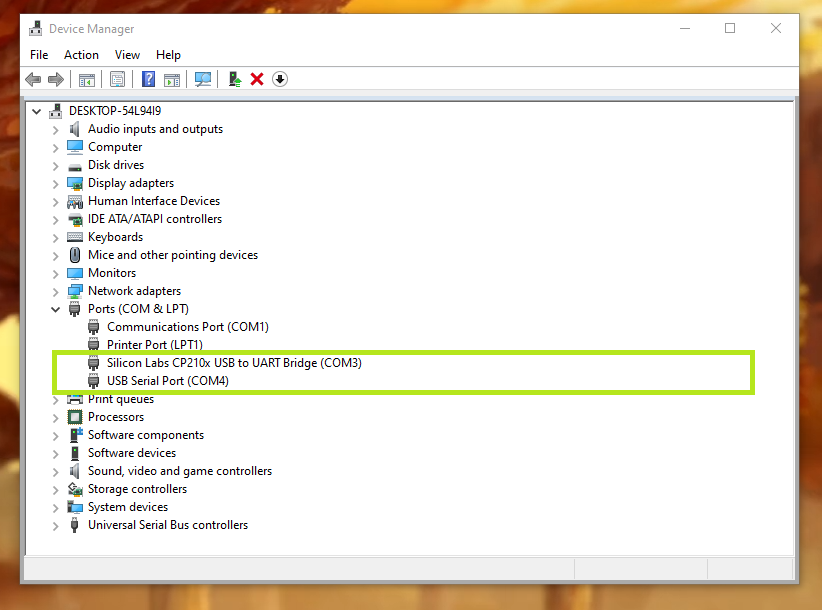 Device Manager
File Action View Help
DESKTOP-54L94I9
Audio inputs and outputs
Computer
Disk drives
Display adapters
Human Interface Devices
IDE ATA/ATAPI controllers
Keyboards
Mice and other pointing devices
Monitors
Network adapters
Ports (COM & LPT)
Communications Port (COM1)
Printer Port (LPT1)
Silicon Labs CP210x USB to UART Bridge (COM3)
USB Serial Port (COM4)
Print queues
Processors
Software components
Software devices
Sound, video and game controllers
Storage controllers
System devices
Universal Serial Bus controllers